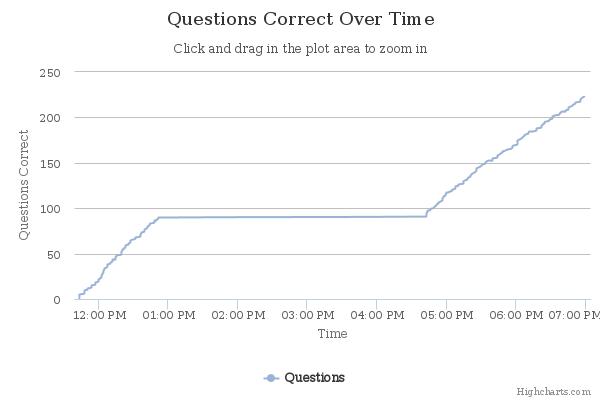 Questions Correct Over Time
Click and drag in the plot area to zoom in
Questions Correct
250
200
150
100
50
0
12:00 PM 01:00 PM 02:00 PM 03:00 PM 04:00 PM 05:00 PM 06:00 PM 07:00 PM
Time
Questions
Highcharts.com